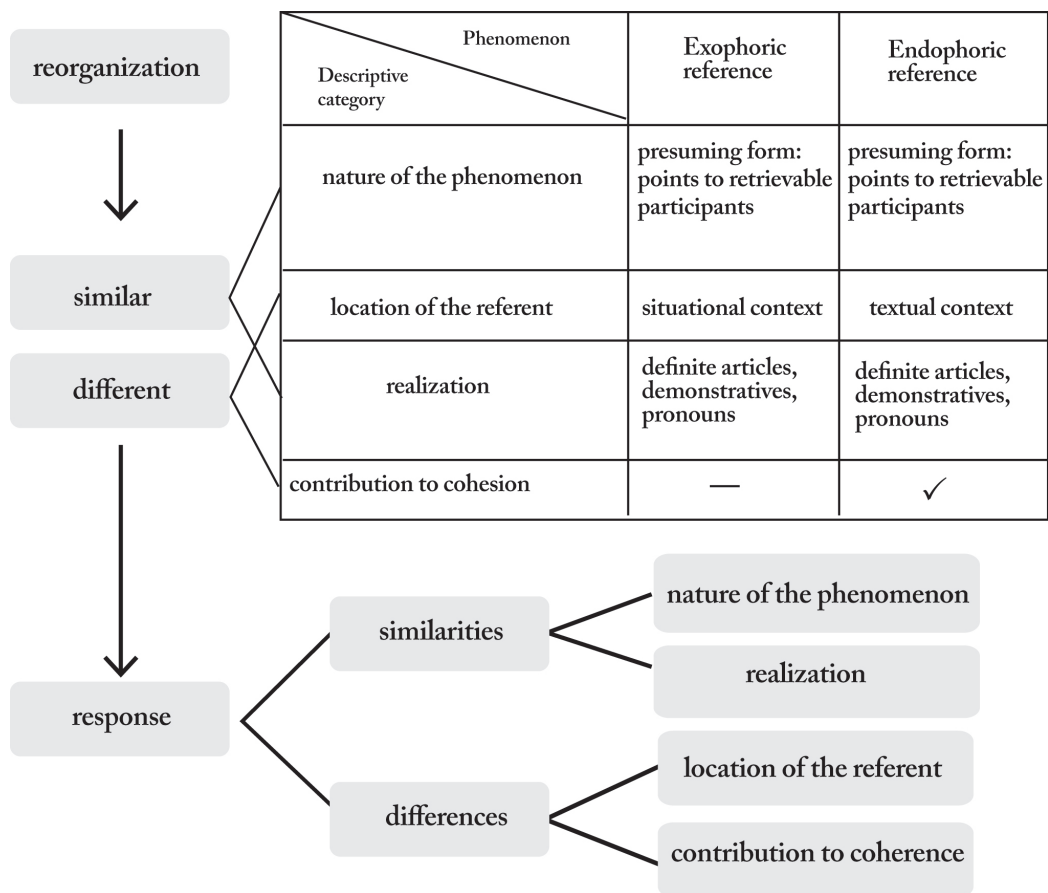 reorganization
similar
different
response
Phenomenon
Descriptive
category
Exophoric
reference
Endophoric
reference
nature of the phenomenon
presuming form:
points to retrievable
participants
presuming form:
points to retrievable
participants
location of the referent
situational context
textual context
realization
definite articles,
demonstratives,
pronouns
definite articles,
demonstratives,
pronouns
contribution to cohesion
—
✓
similarities
nature of the phenomenon
realization
differences
location of the referent
contribution to coherence